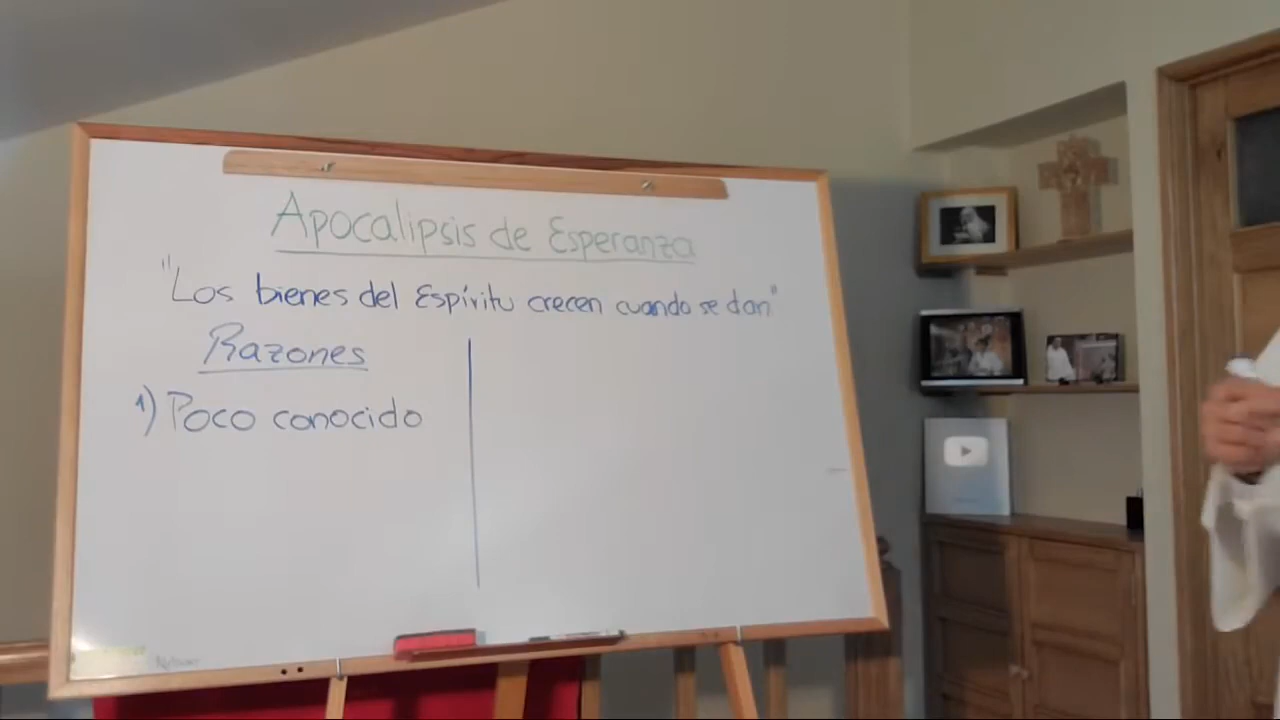 Apocalipsis de Esperanza
"Los bienes del Espíritu crecen cuando se dan"
Razones
1) Poco conocido